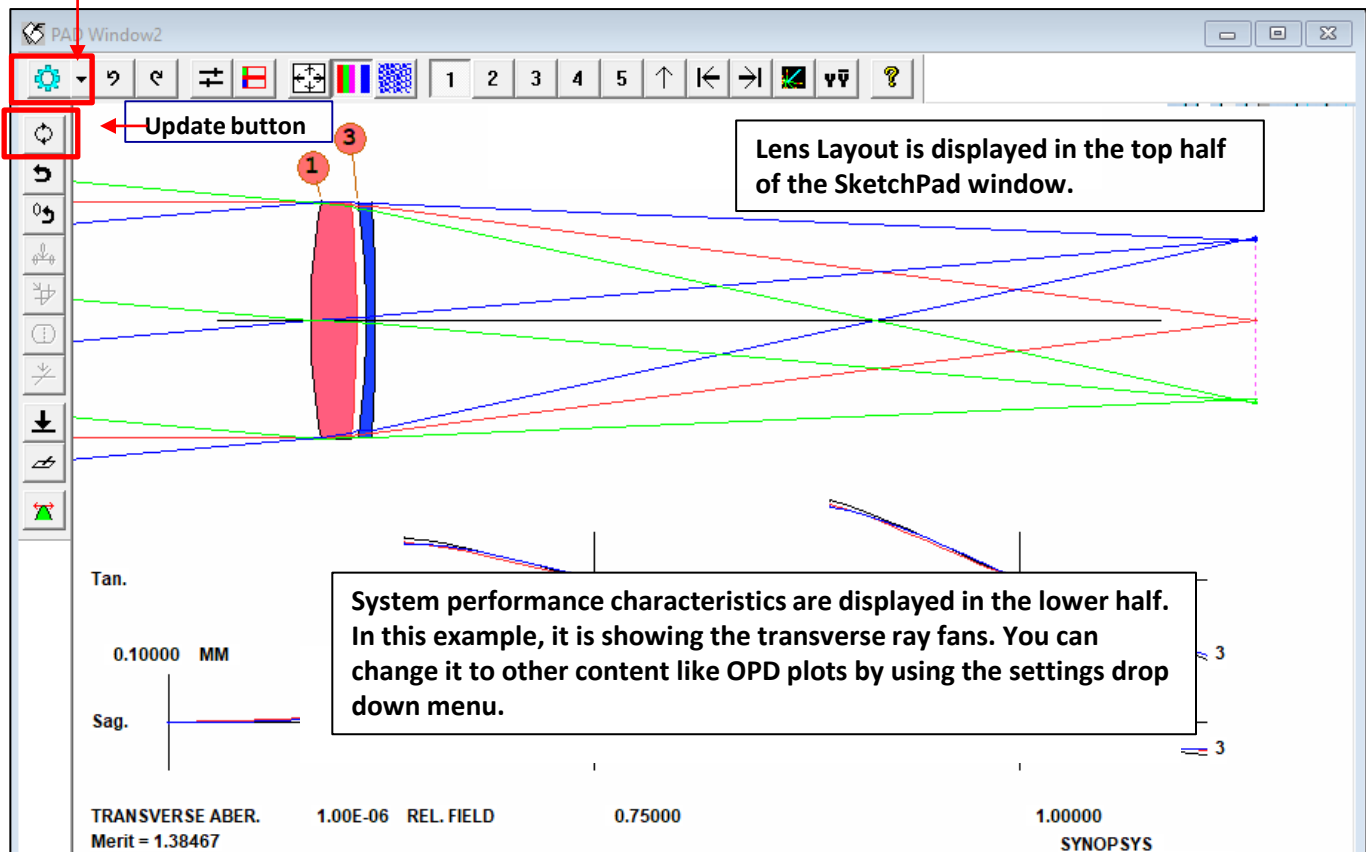 PAD Window2
1 2 3 4 5 yȳ ?
Update button
1
3
Lens Layout is displayed in the top half
of the SketchPad window.
Tan.
System performance characteristics are displayed in the lower half.
In this example, it is showing the transverse ray fans. You can
change it to other content like OPD plots by using the settings drop
down menu.
0.10000 MM
3
Sag.
3
TRANSVERSE ABER. 1.00E-06 REL. FIELD 0.75000 1.00000
Merit = 1.38467 SYNOPSYS